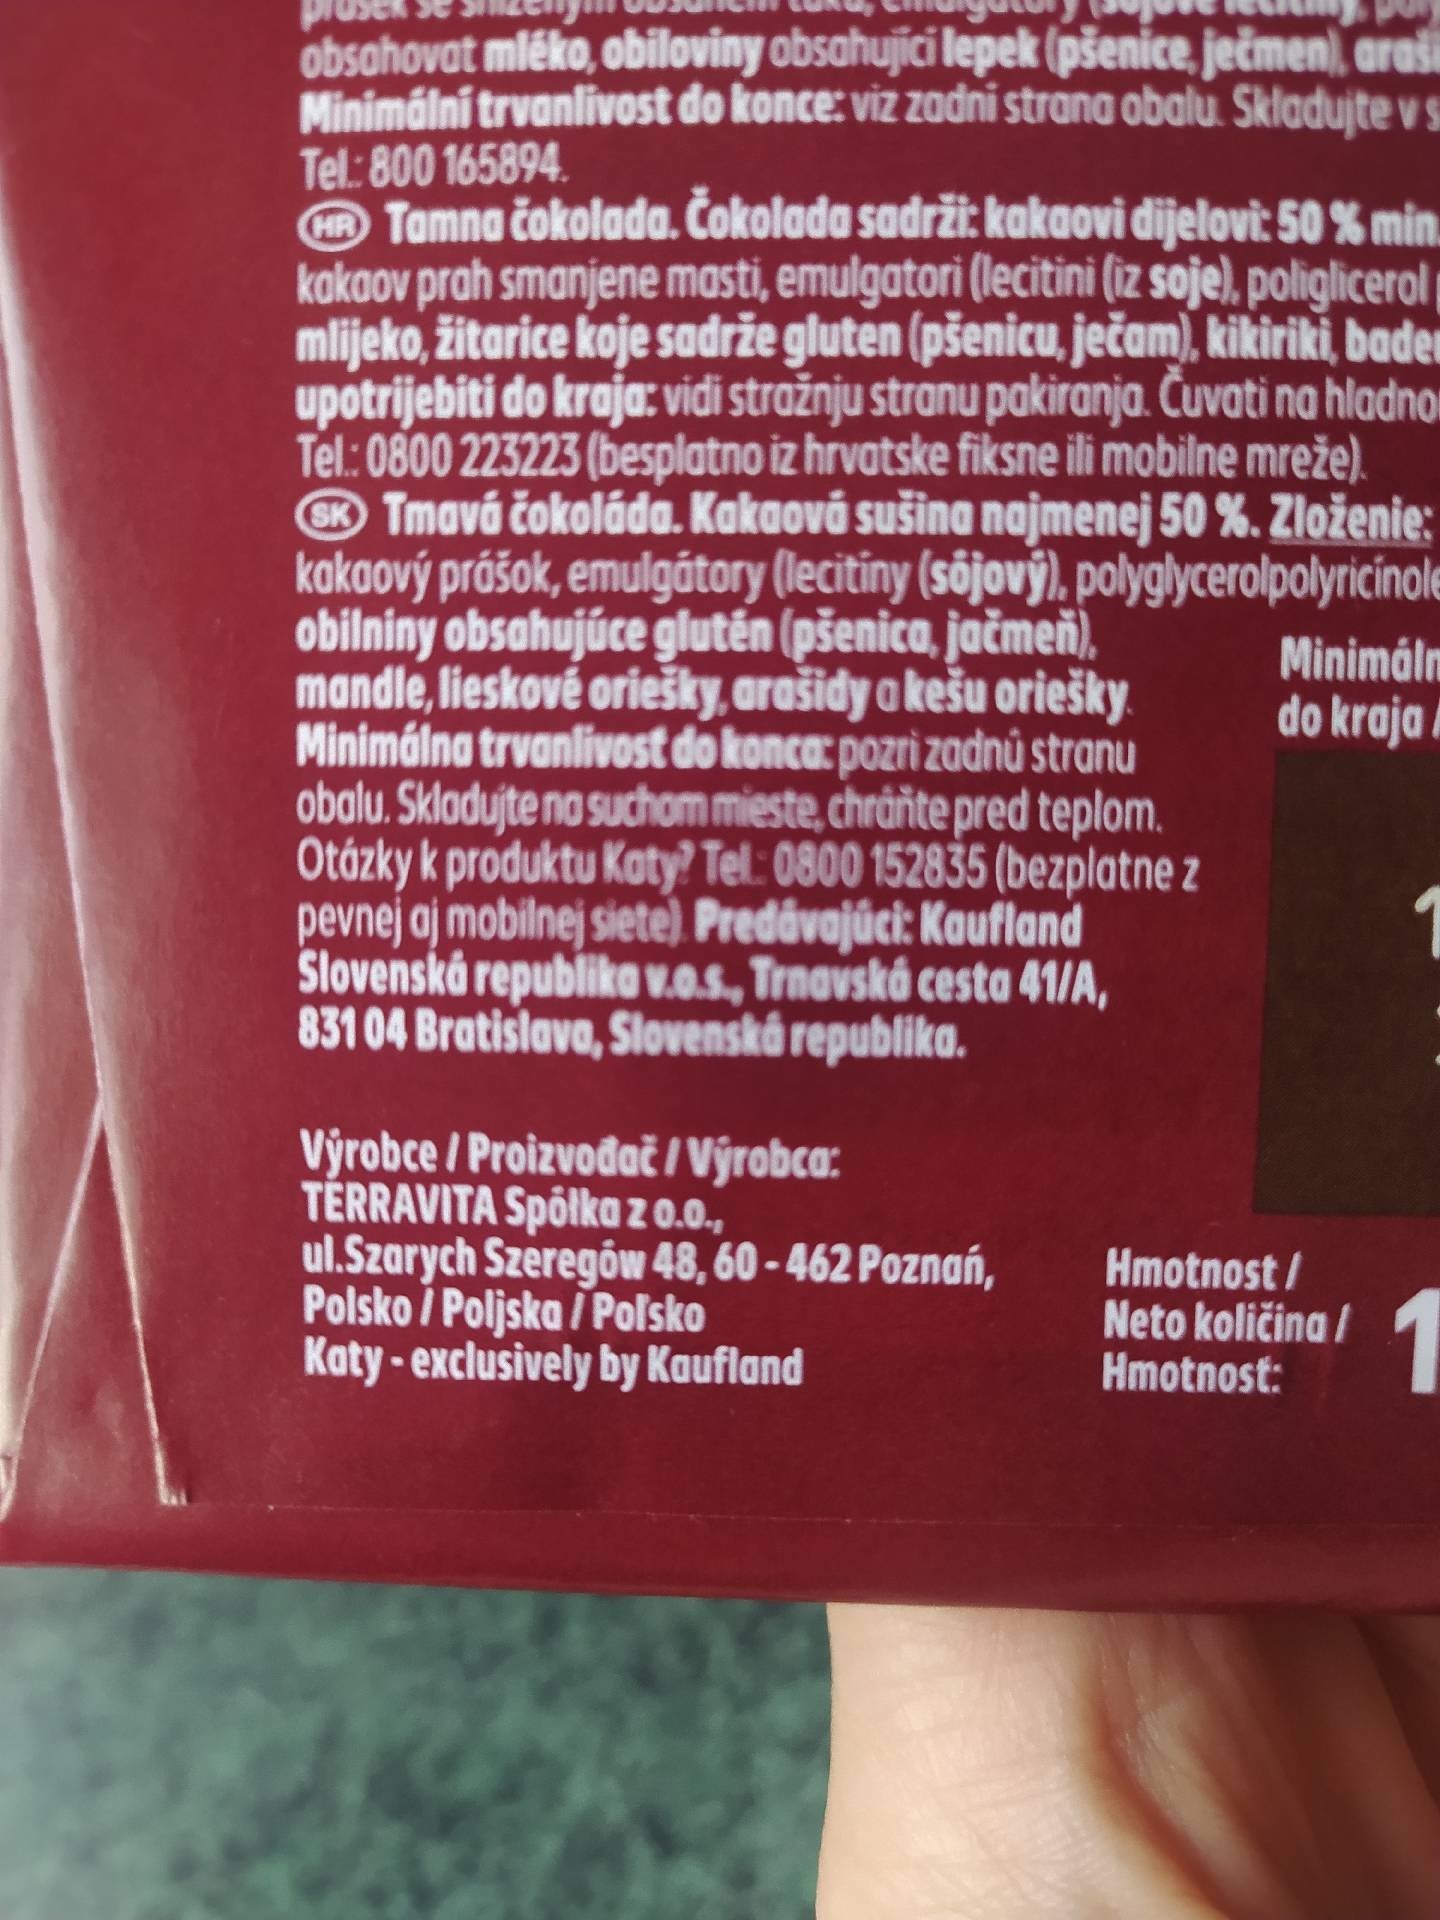 obsahovat mléko, obiloviny obsahující lepek (pšenice, ječmen),
Minimální trvanlivost do konce: viz zadní strana obalu. Skladujte v
Tel.: 800 165894.
HR Tamna čokolada. Čokolada sadrži: kakaovi dijelovi: 50 % min.
kakaov prah smanjene masti, emulgatori (lecitini (iz soje), poliglicerol
mlijeko, žitarice koje sadrže gluten (pšenicu, ječam), kikiriki,
upotrijebiti do kraja: vidi stražnju stranu pakiranja. Čuvati na
Tel.: 0800 223223 (besplatno iz hrvatske fiksne ili mobilne mreže).
SK Tmavá čokoláda. Kakaová sušina najmenej 50 %. Zloženie:
kakaový prášok, emulgátory (lecitíny (sójový),
obilniny obsahujúce glutén (pšenica, jačmeň),
mandle, lieskové oriešky, arašidy a kešu oriešky.
Minimálna trvanlivosť do konca: pozri zadnú stranu
obalu. Skladujte na suchom mieste, chráňte pred teplom.
Otázky k produktu Katy? Tel.: 0800 152835 (bezplatne z
pevnej aj mobilnej siete). Predávajúci: Kaufland
Slovenská republika v.o.s., Trnavská cesta 41/A,
831 04 Bratislava, Slovenská republika.
do kraja /
Výrobce / Proizvođač / Výrobca:
TERRAVITA Spółka z o.o.,
ul.Szarych Szeregów 48, 60 - 462 Poznań,
Polsko / Poljska / Poľsko
Katy - exclusively by Kaufland
Hmotnost /
Neto količina /
Hmotnosť: